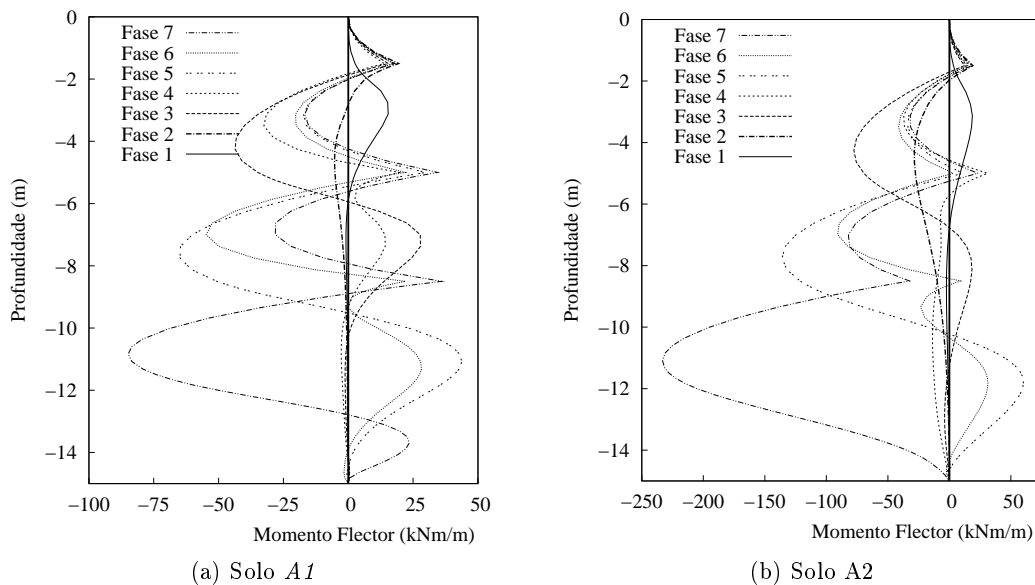 0
−2
−4
−6
−8
−10
−12
−14
Profundidade (m)
Fase 7
Fase 6
Fase 5
Fase 4
Fase 3
Fase 2
Fase 1
−100
−75
−50
−25
0
25
50
Momento Flector (kNm/m)
(a) Solo A1
0
−2
−4
−6
−8
−10
−12
−14
Profundidade (m)
Fase 7
Fase 6
Fase 5
Fase 4
Fase 3
Fase 2
Fase 1
−250
−200
−150
−100
−50
0
50
Momento Flector (kNm/m)
(b) Solo A2